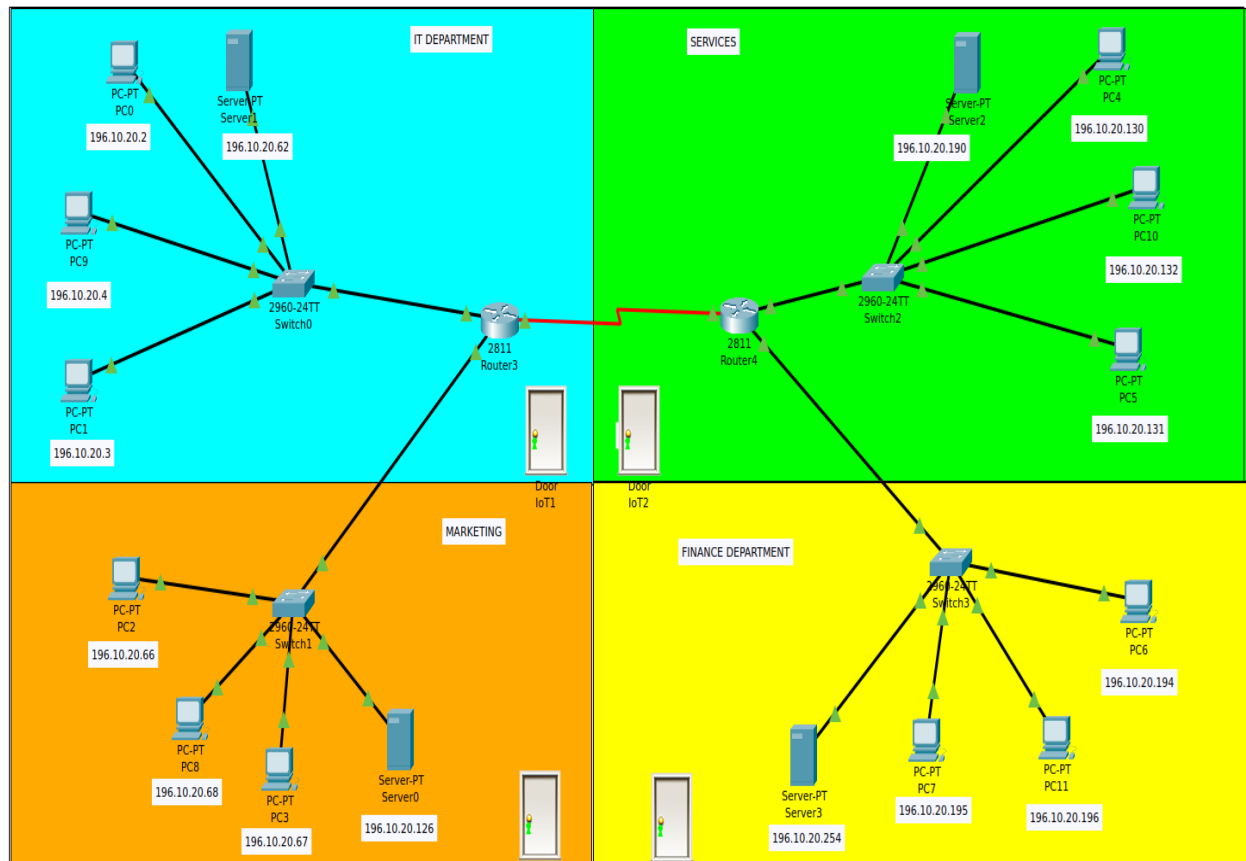 IT DEPARTMENT
PC-PT
PC0
196.10.20.2
Server-PT
Server1
196.10.20.62
PC-PT
PC9
196.10.20.4
2960-24TT
Switch0
PC-PT
PC1
196.10.20.3
2811
Router3
Door
IoT1
SERVICES
Server-PT
Server2
196.10.20.190
PC-PT
PC4
196.10.20.130
PC-PT
PC10
196.10.20.132
2960-24TT
Switch2
2811
Router4
PC-PT
PC5
196.10.20.131
Door
IoT2
MARKETING
PC-PT
PC2
196.10.20.66
2960-24TT
Switch1
PC-PT
PC8
196.10.20.68
PC-PT
PC3
196.10.20.67
Server-PT
Server0
196.10.20.126
FINANCE DEPARTMENT
2960-24TT
Switch3
PC-PT
PC6
196.10.20.194
Server-PT
Server3
196.10.20.254
PC-PT
PC7
196.10.20.195
PC-PT
PC11
196.10.20.196